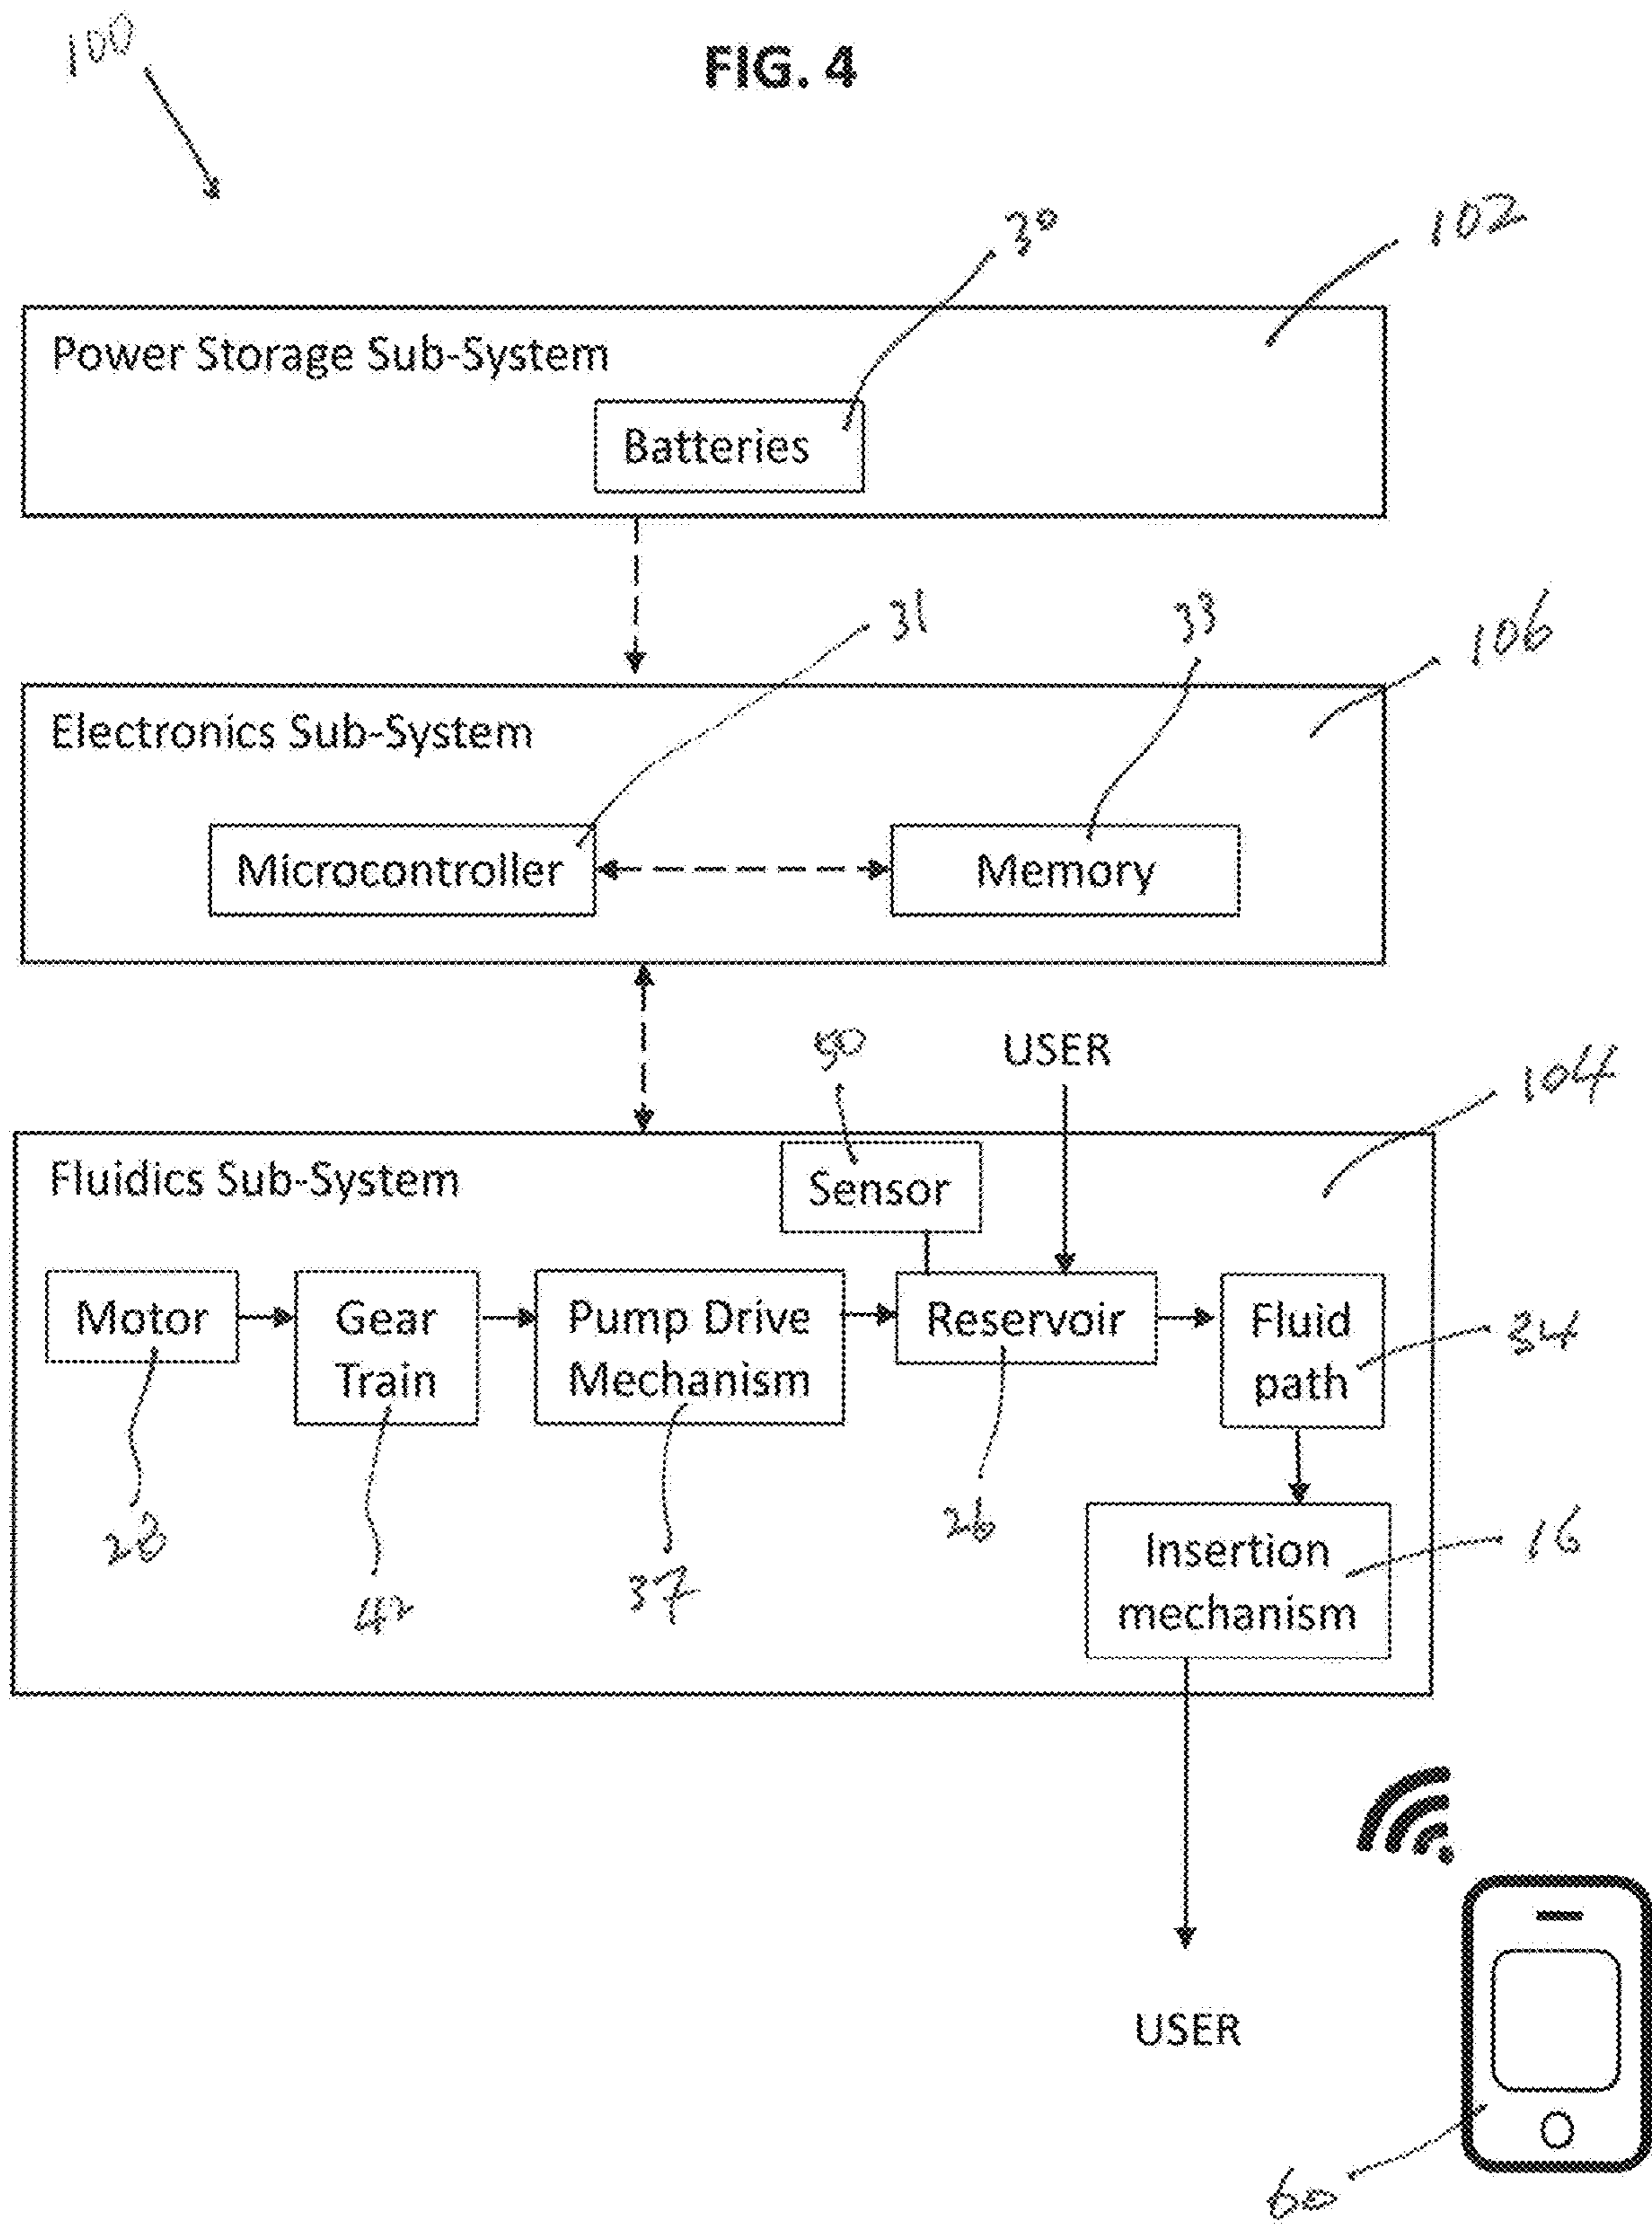 100
FIG. 4
30
102
Power Storage Sub-System
Batteries
31
33
106
Electronics Sub-System
Microcontroller
Memory
50
USER
104
Fluidics Sub-System
Sensor
Motor
Gear
Train
Pump Drive
Mechanism
Reservoir
Fluid
path
34
28
42
37
26
Insertion
mechanism
16
USER
60